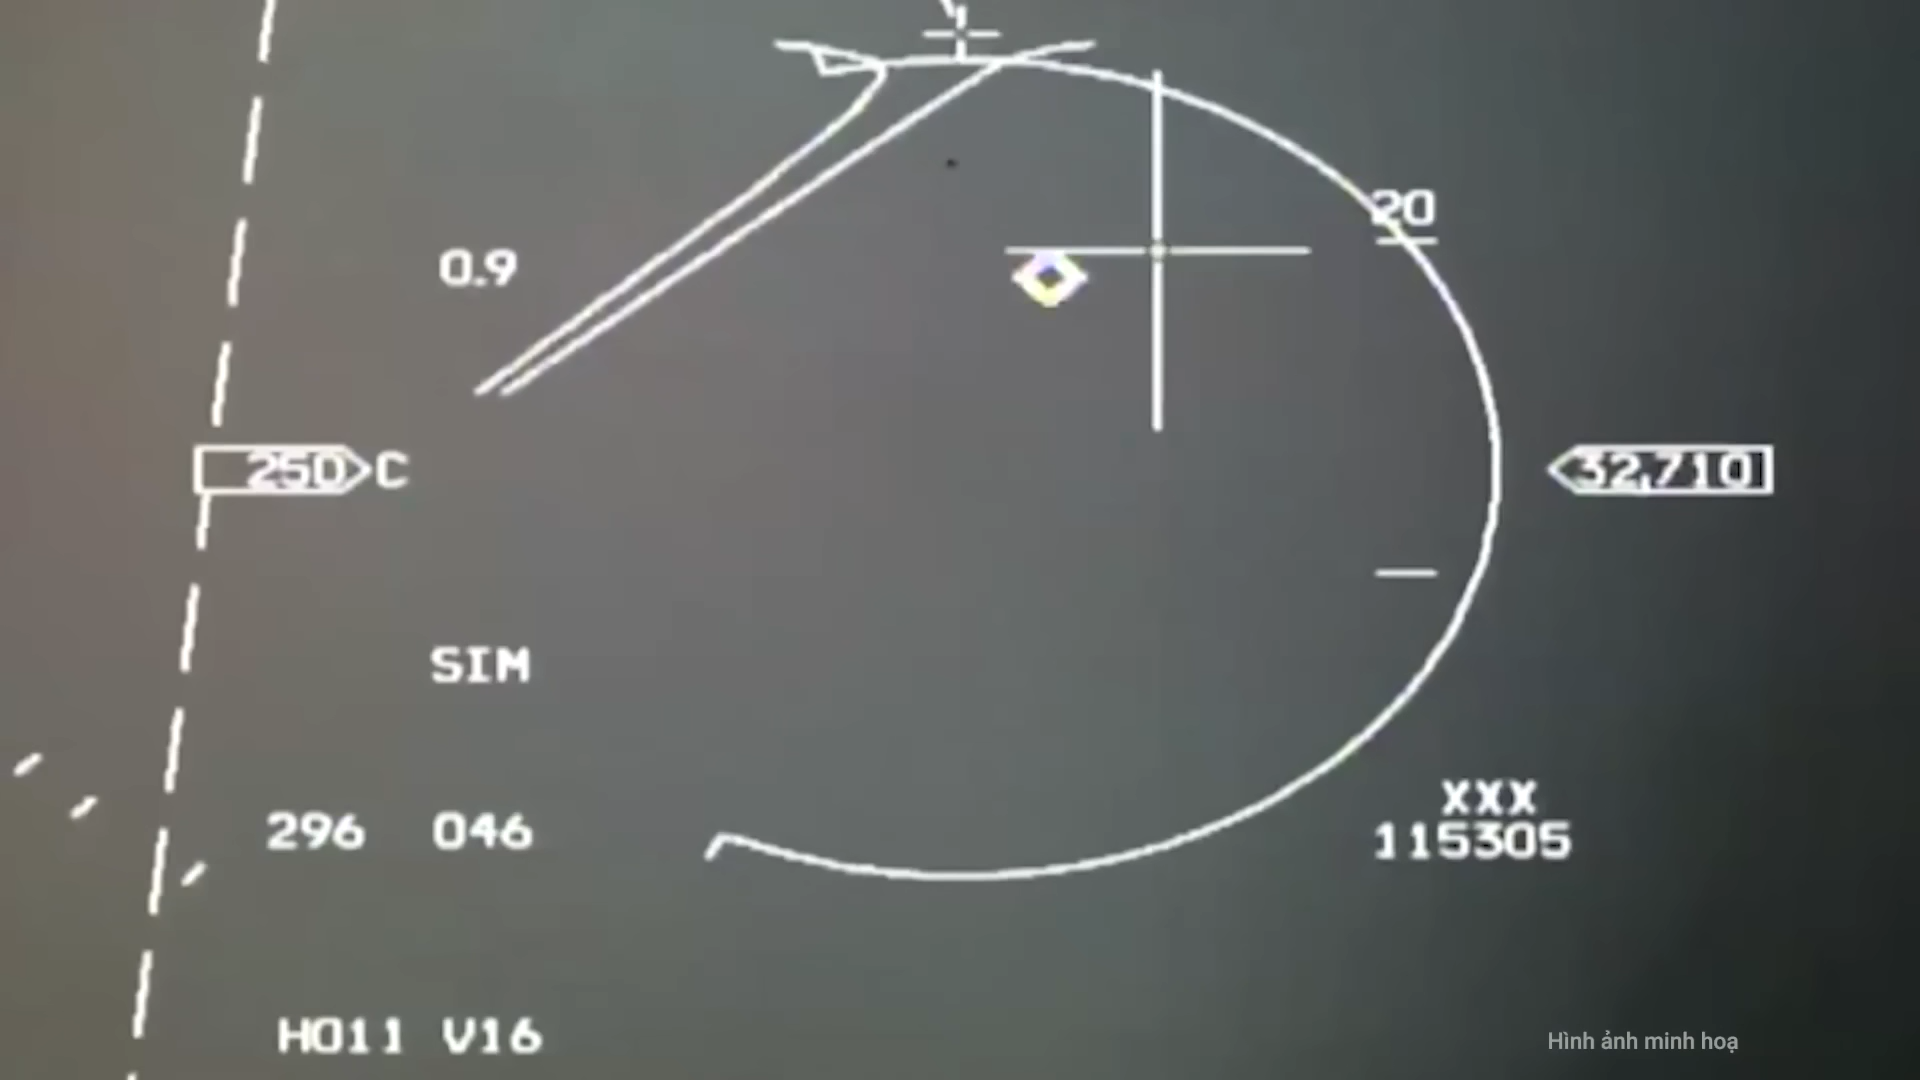 20
0.9
250 C
32,710
SIM
XXX
296 046
115305
H011 V16
Hình ảnh minh hoạ